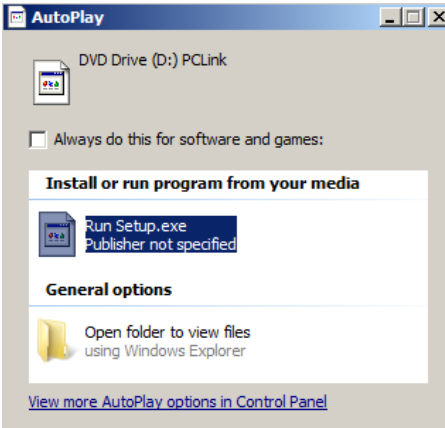 AutoPlay
DVD Drive (D:) PCLink
Always do this for software and games:
Install or run program from your media
Run Setup.exe
Publisher not specified
General options
Open folder to view files
using Windows Explorer
View more AutoPlay options in Control Panel